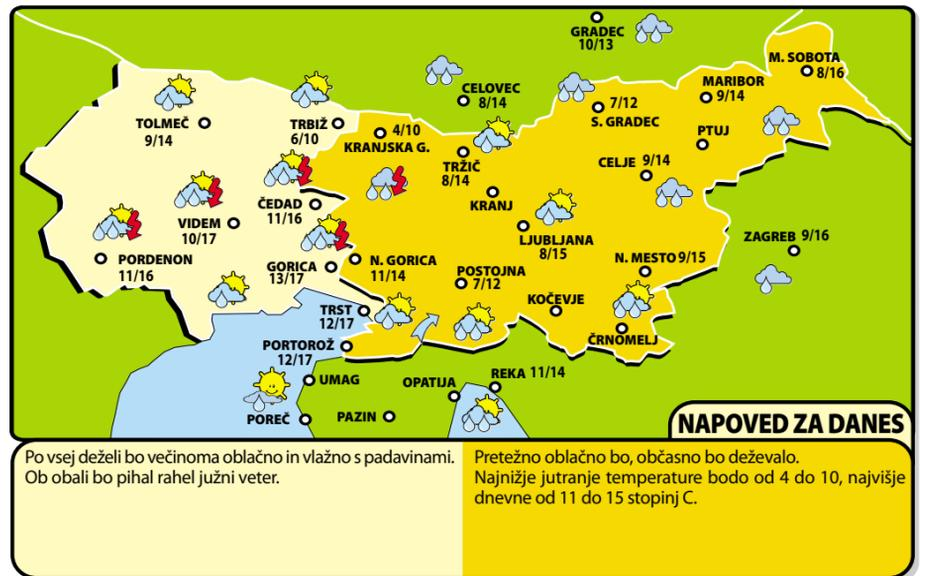 GRADEC
10/13
M. SOBOTA
8/16
CELOVEC
8/14
MARIBOR
9/14
7/12
S. GRADEC
TOLMEČ
9/14
TRBIŽ
6/10
4/10
KRANJSKA G.
PTUJ
TRŽIČ
8/14
CELJE 9/14
KRANJ
ČEDAD
11/16
VIDEM
10/17
LJUBLJANA
8/15
ZAGREB 9/16
PORDENON
11/16
GORICA
13/17
N. GORICA
11/14
POSTOJNA
7/12
N. MESTO 9/15
KOČEVJE
TRST
12/17
ČRNOMELJ
PORTOROŽ
12/17
UMAG
OPATIJA
REKA 11/14
POREČ
PAZIN
NAPOVED ZA DANES
Po vsej deželi bo večinoma oblačno in vlažno s padavinami.
Ob obali bo pihal rahel južni veter.
Pretežno oblačno bo, občasno bo deževalo.
Najnižje jutranje temperature bodo od 4 do 10, najvišje
dnevne od 11 do 15 stopinj C.